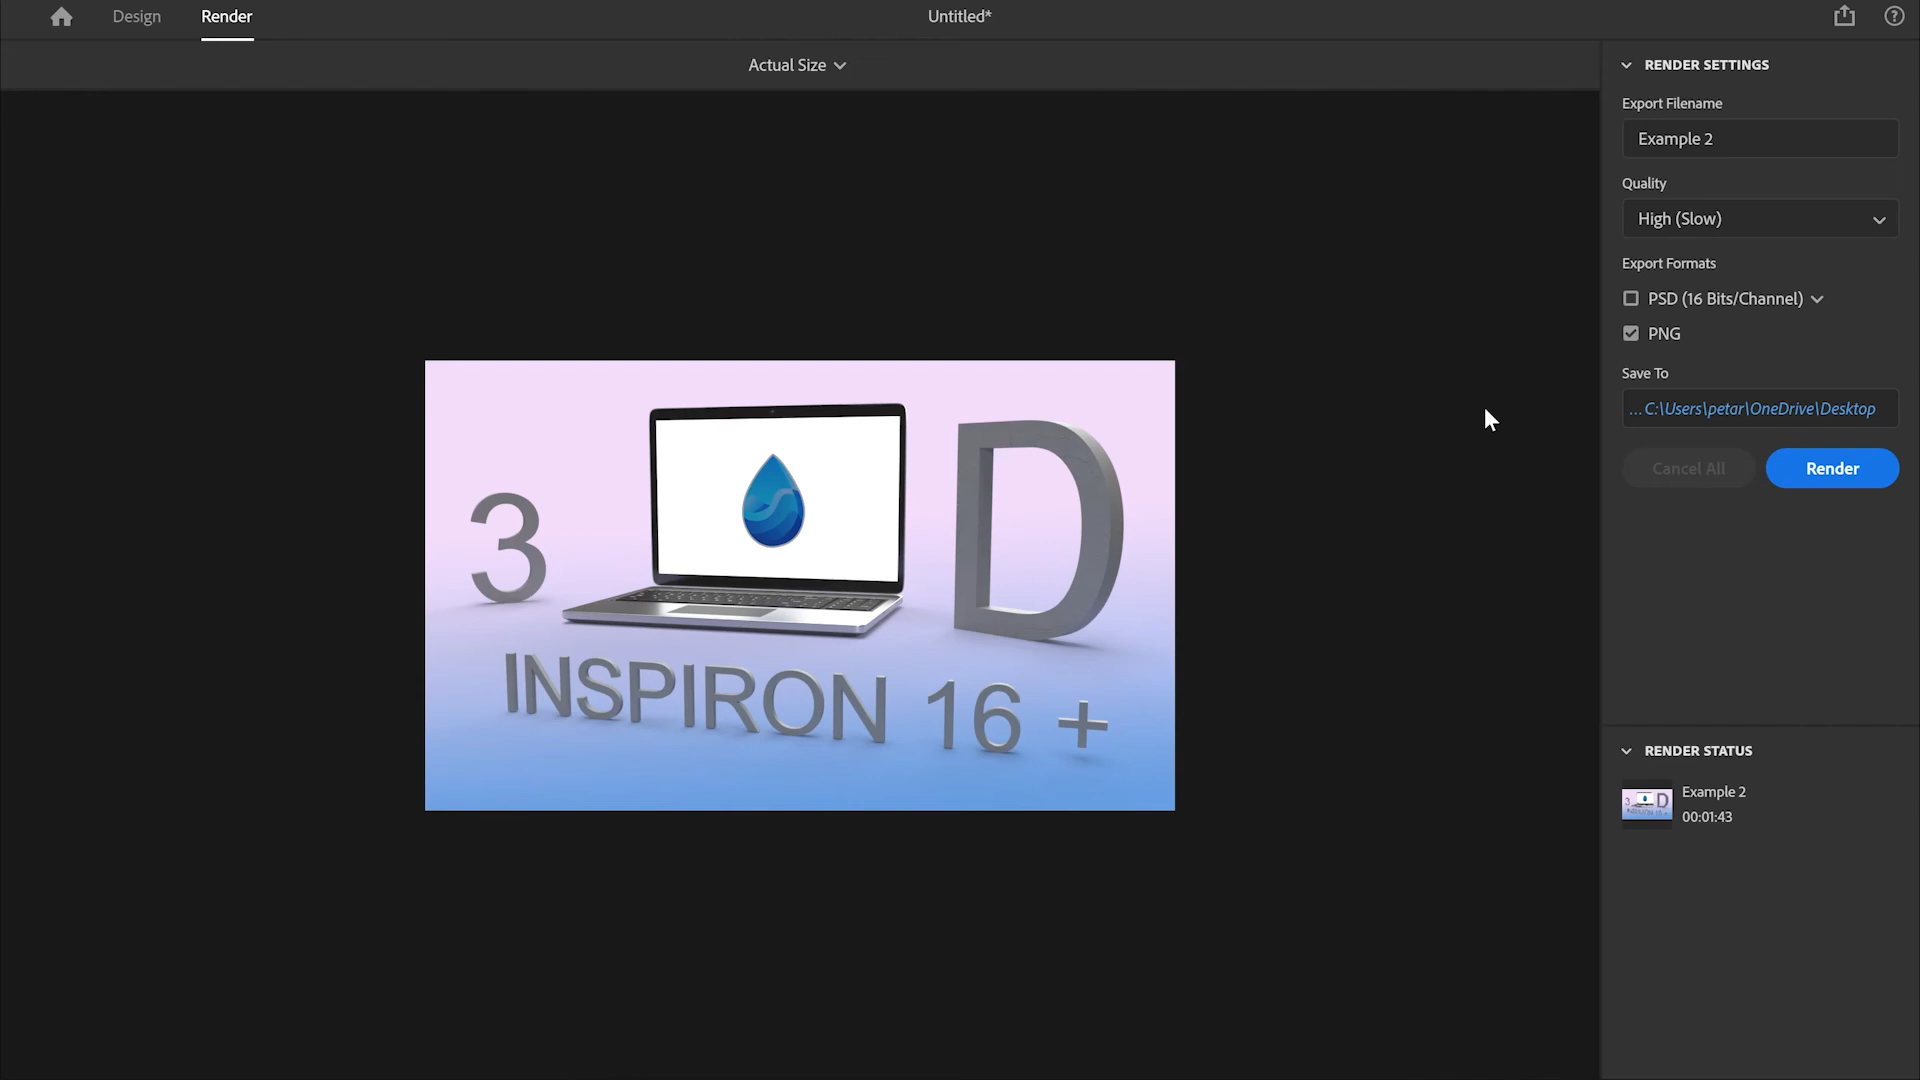 Design
Render
Untitled*
Actual Size
RENDER SETTINGS
Export Filename
Example 2
Quality
High (Slow)
Export Formats
PSD (16 Bits/Channel)
PNG
Save To
...C:\Users\petar\OneDrive\Desktop
Cancel All
Render
3 D
INSPIRON 16 +
RENDER STATUS
Example 2
00:01:43